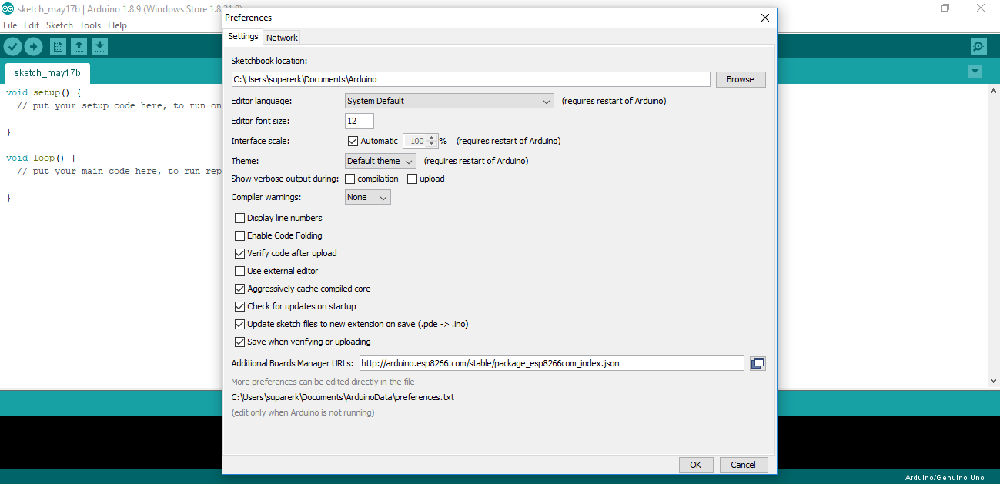 sketch_may17b | Arduino 1.8.9 (Windows Store 1.8.21.0)
File Edit Sketch Tools Help
sketch_may17b
void setup() {
// put your setup code here, to run on
}
void loop() {
// put your main code here, to run rep
}
Preferences
Settings Network
Sketchbook location:
C:\Users\suparerk\Documents\Arduino Browse
Editor language: System Default (requires restart of Arduino)
Editor font size: 12
Interface scale: Automatic 100 % (requires restart of Arduino)
Theme: Default theme (requires restart of Arduino)
Show verbose output during: compilation upload
Compiler warnings: None
Display line numbers
Enable Code Folding
Verify code after upload
Use external editor
Aggressively cache compiled core
Check for updates on startup
Update sketch files to new extension on save (.pde -> .ino)
Save when verifying or uploading
Additional Boards Manager URLs: http://arduino.esp8266.com/stable/package_esp8266com_index.json
More preferences can be edited directly in the file
C:\Users\suparerk\Documents\ArduinoData\preferences.txt
(edit only when Arduino is not running)
OK Cancel
Arduino/Genuino Uno